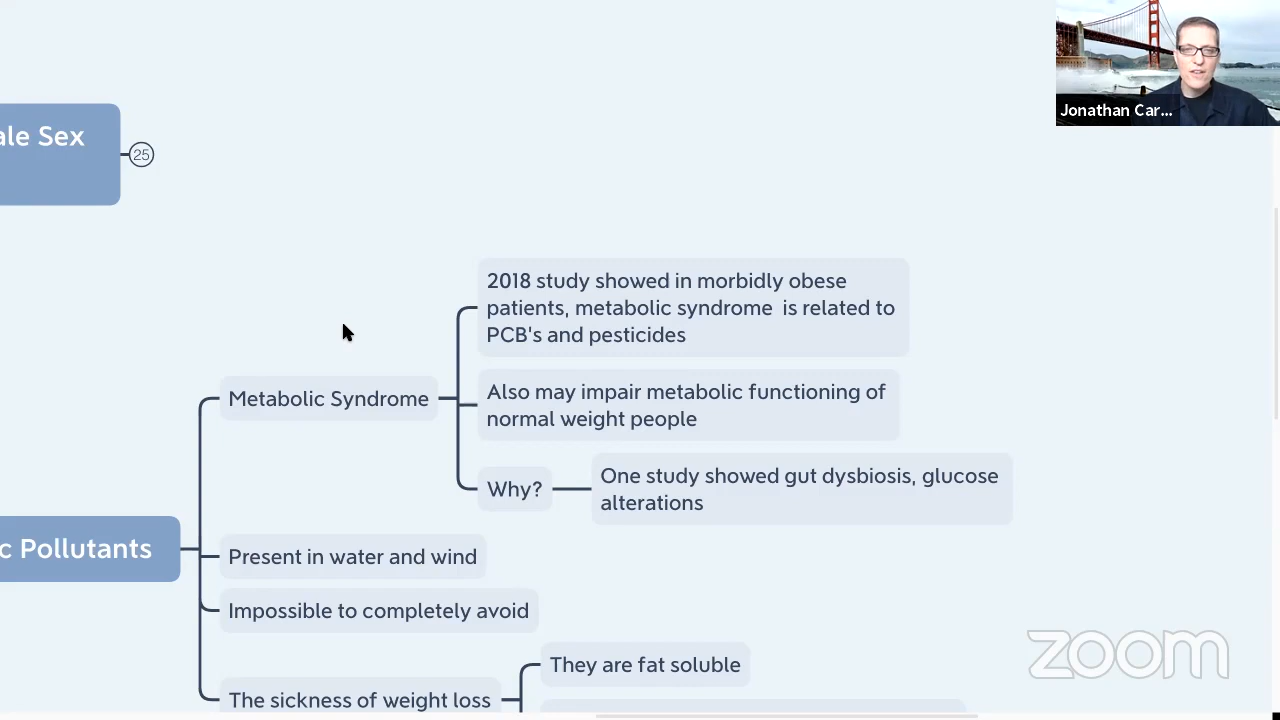 Jonathan Car...
ale Sex
25
2018 study showed in morbidly obese
patients, metabolic syndrome is related to
PCB's and pesticides
Metabolic Syndrome
Also may impair metabolic functioning of
normal weight people
Why?
One study showed gut dysbiosis, glucose
alterations
c Pollutants
Present in water and wind
Impossible to completely avoid
The sickness of weight loss
They are fat soluble
zoom